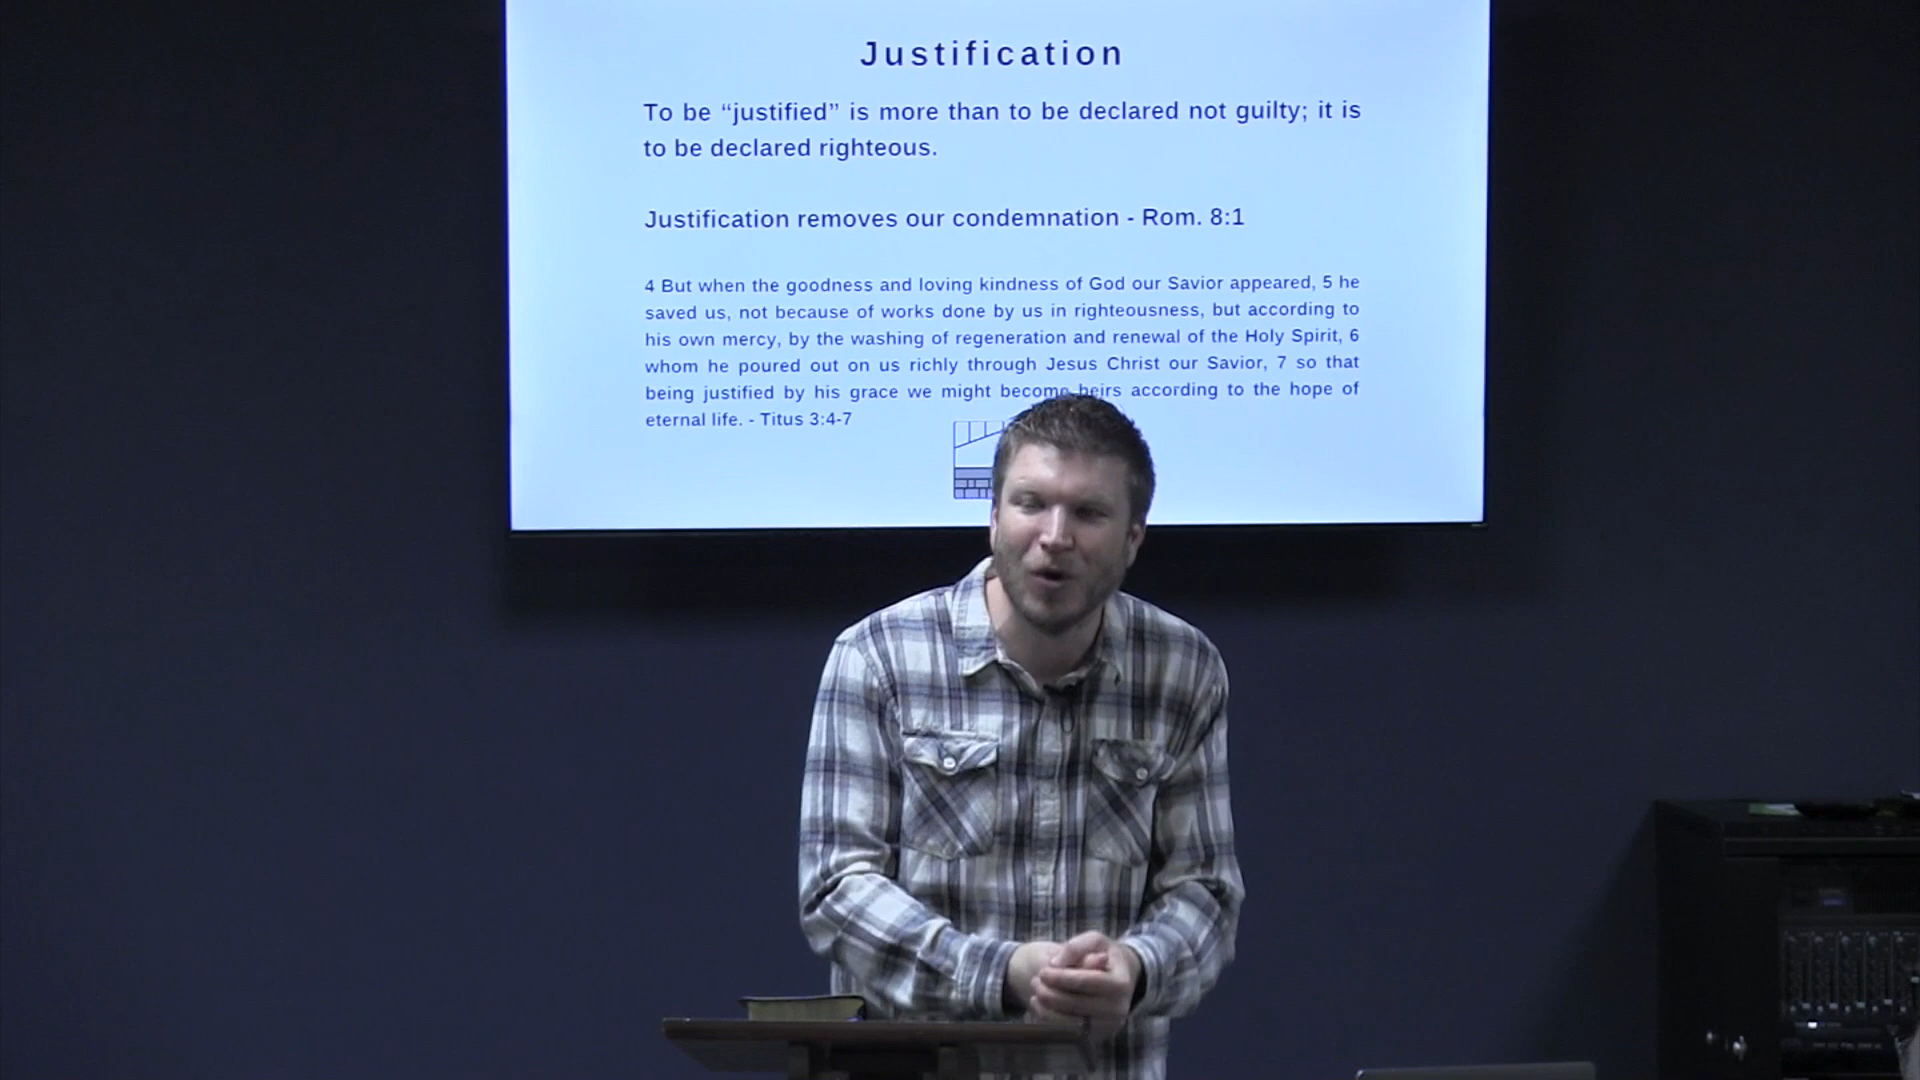 Justification
To be “justified” is more than to be declared not guilty; it is
to be declared righteous.
Justification removes our condemnation - Rom. 8:1
4 But when the goodness and loving kindness of God our Savior appeared, 5 he
saved us, not because of works done by us in righteousness, but according to
his own mercy, by the washing of regeneration and renewal of the Holy Spirit, 6
whom he poured out on us richly through Jesus Christ our Savior, 7 so that
being justified by his grace we might become heirs according to the hope of
eternal life. - Titus 3:4-7